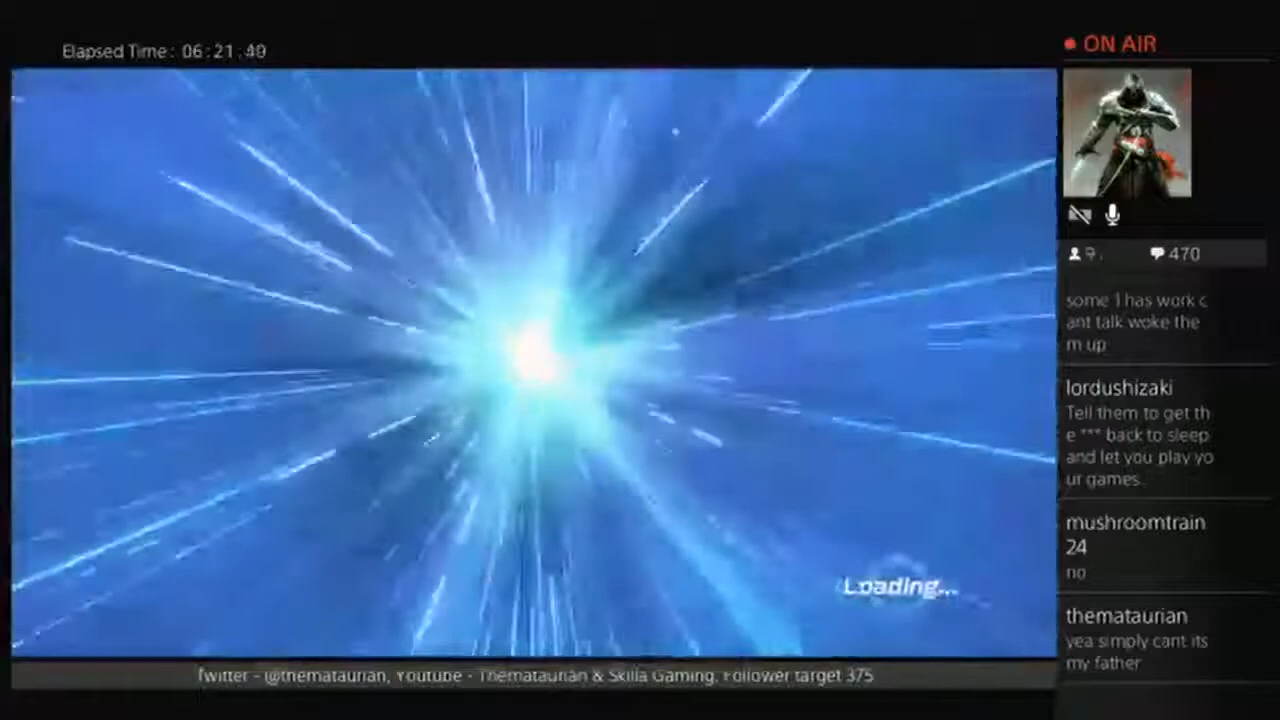 Elapsed Time: 06:21:49
ON AIR
9
470
some 1 has work c
ant talk woke the
m up
lordushizaki
Tell them to get th
e *** back to sleep
and let you play yo
ur games.
mushroomtrain
24
no
themataurian
yea simply cant its
my father
Loading...
Twitter - @themataurian, Youtube - Themataurian & Skilla Gaming. Follower target 375